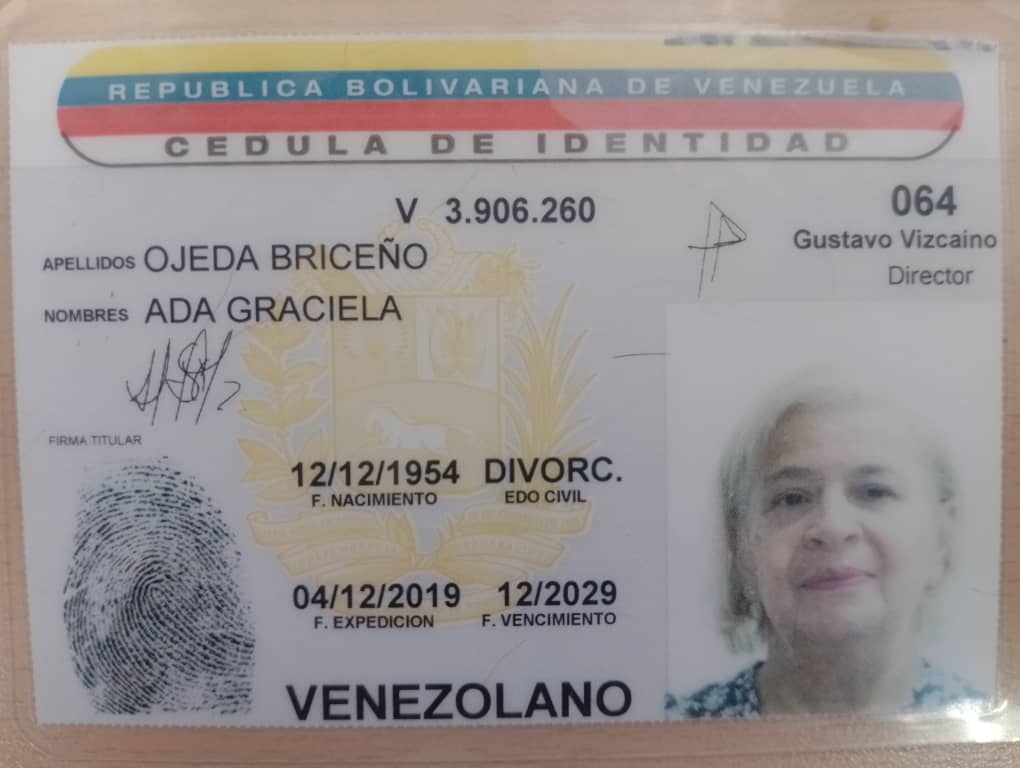 REPUBLICA BOLIVARIANA DE VENEZUELA
CEDULA DE IDENTIDAD
V 3.906.260
064
Gustavo Vizcaino
Director
APELLIDOS OJEDA BRICEÑO
NOMBRES ADA GRACIELA
FIRMA TITULAR
12/12/1954 DIVORC.
F. NACIMIENTO EDO CIVIL
04/12/2019 12/2029
F. EXPEDICION F. VENCIMIENTO
VENEZOLANO